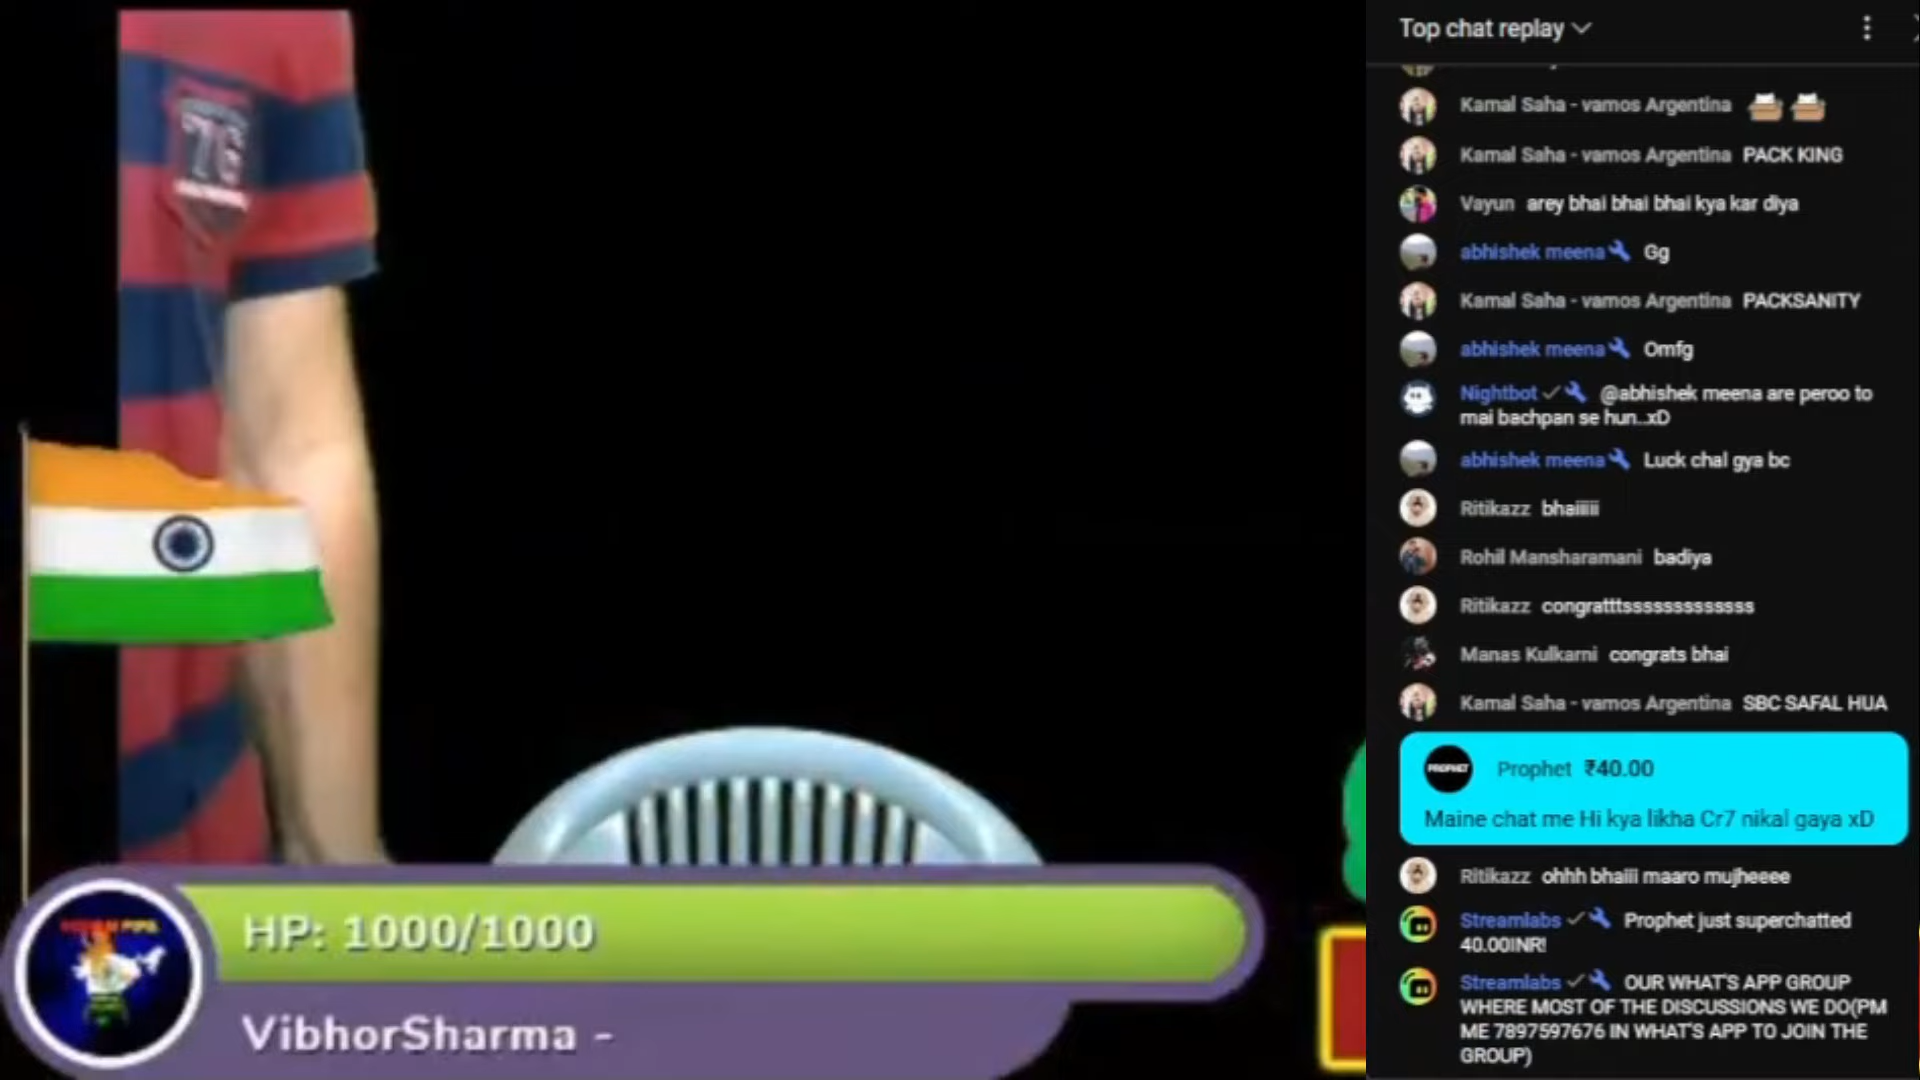 76
HP: 1000/1000
VibhorSharma -
Top chat replay
Kamal Saha - vamos Argentina
Kamal Saha - vamos Argentina PACK KING
Vayun arey bhai bhai bhai kya kar diya
abhishek meena Gg
Kamal Saha - vamos Argentina PACKSANITY
abhishek meena Omfg
Nightbot @abhishek meena are peroo to
mai bachpan se hun..xD
abhishek meena Luck chal gya bc
Ritikazz bhaiiiii
Rohil Mansharamani badiya
Ritikazz congratttsssssssssssss
Manas Kulkarni congrats bhai
Kamal Saha - vamos Argentina SBC SAFAL HUA
PROPHET
Prophet ₹40.00
Maine chat me Hi kya likha Cr7 nikal gaya xD
Ritikazz ohhh bhaiii maaro mujheeee
Streamlabs Prophet just superchatted
40.00INR!
Streamlabs OUR WHAT'S APP GROUP
WHERE MOST OF THE DISCUSSIONS WE DO(PM
ME 7897597676 IN WHAT'S APP TO JOIN THE
GROUP)